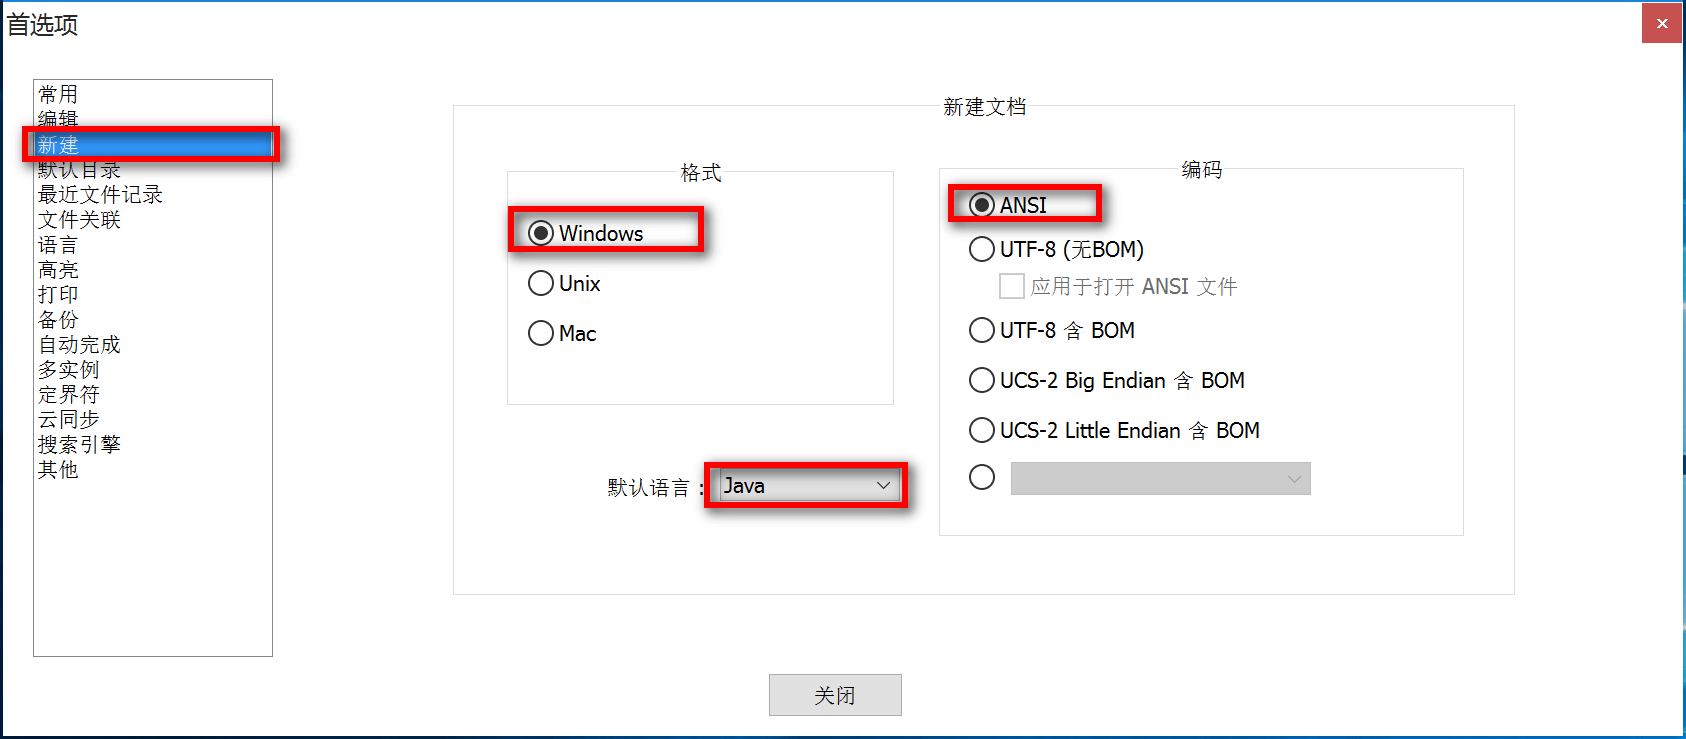 首选项
常用
编辑
新建
默认目录
最近文件记录
文件关联
语言
高亮
打印
备份
自动完成
多实例
定界符
云同步
搜索引擎
其他
新建文档
格式
Windows
Unix
Mac
默认语言：
Java
编码
ANSI
UTF-8 (无BOM)
应用于打开 ANSI 文件
UTF-8 含 BOM
UCS-2 Big Endian 含 BOM
UCS-2 Little Endian 含 BOM
关闭